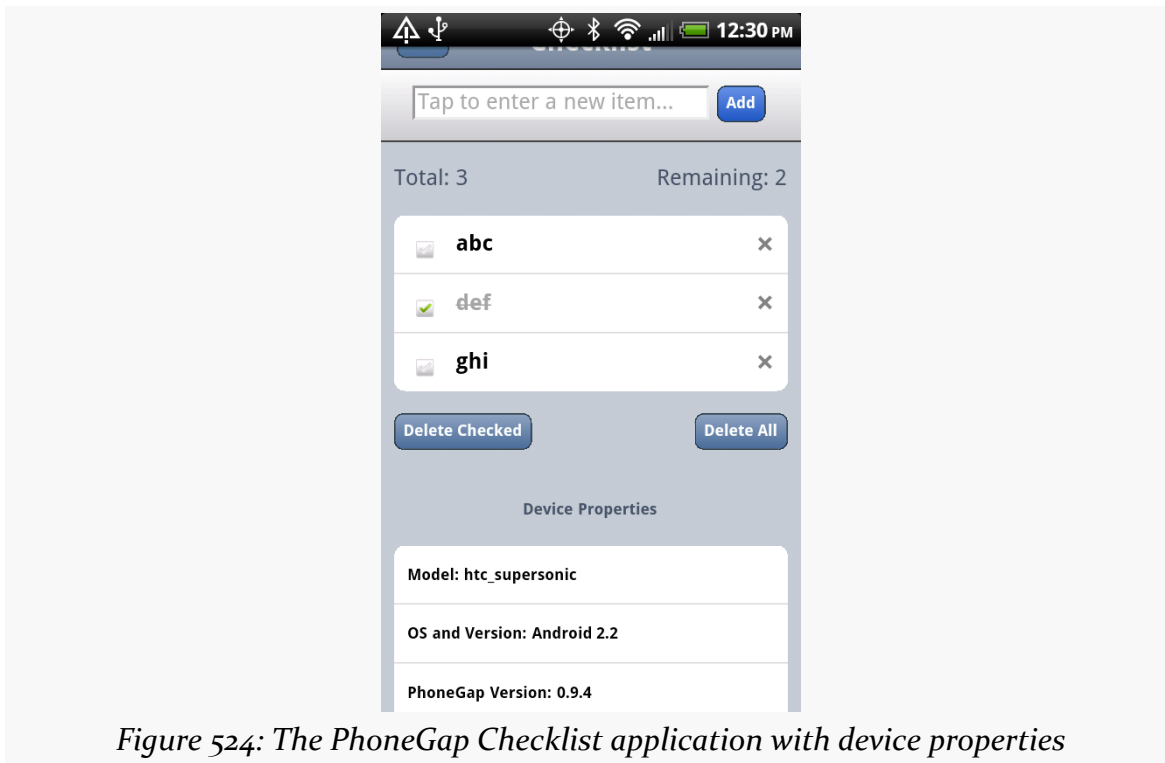 12:30 PM
Checklist
Tap to enter a new item... Add
Total: 3 Remaining: 2
abc
def
ghi
Delete Checked Delete All
Device Properties
Model: htc_supersonic
OS and Version: Android 2.2
PhoneGap Version: 0.9.4
Figure 524: The PhoneGap Checklist application with device properties